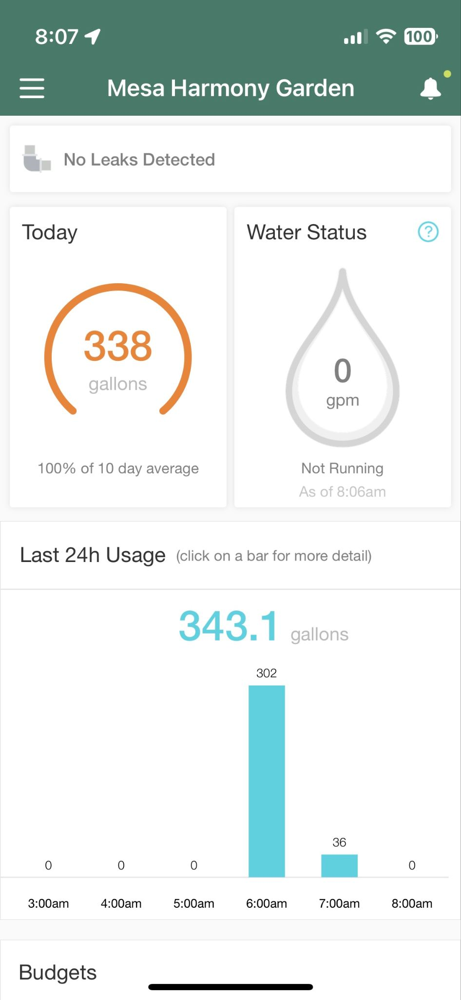 8:07
100
Mesa Harmony Garden
No Leaks Detected
Today
338
gallons
100% of 10 day average
Water Status
?
0
gpm
Not Running
As of 8:06am
Last 24h Usage (click on a bar for more detail)
343.1 gallons
302
36
0 0 0 0
3:00am 4:00am 5:00am 6:00am 7:00am 8:00am
Budgets